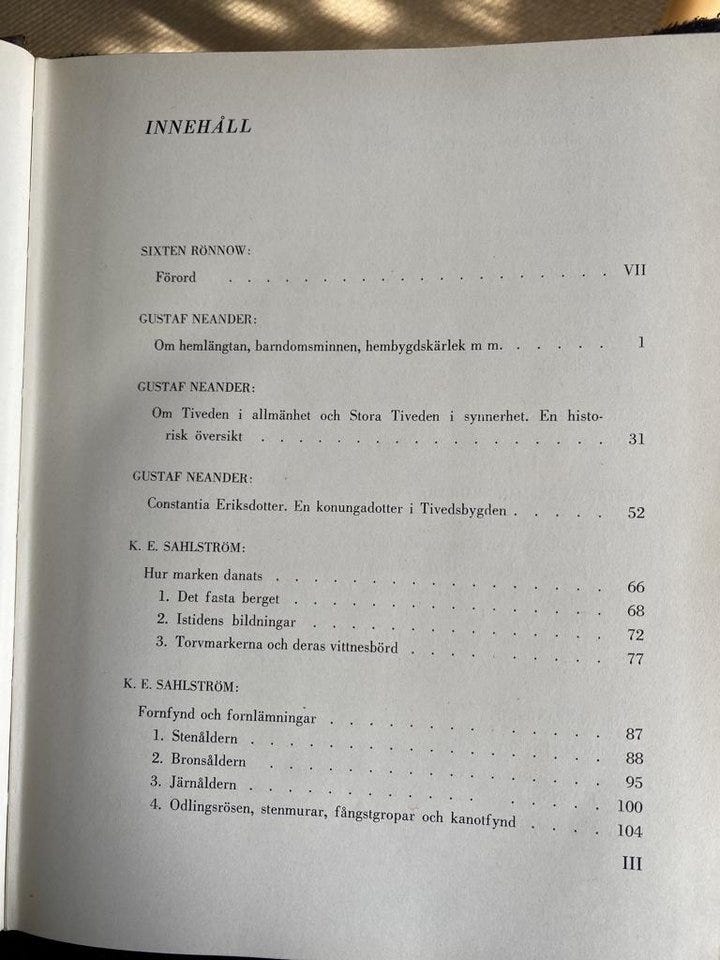 INNEHÅLL
SIXTEN RÖNNOW:
Förord . . . . . . . . . . . . . . . . . . . . VII
GUSTAF NEANDER:
Om hemlängtan, barndomsminnen, hembygdskärlek m m. . . . . . 1
GUSTAF NEANDER:
Om Tiveden i allmänhet och Stora Tiveden i synnerhet. En histo-
risk översikt . . . . . . . . . . . . . . . . . . 31
GUSTAF NEANDER:
Constantia Eriksdotter. En konungadotter i Tivedsbygden . . . . . 52
K. E. SAHLSTRÖM:
Hur marken danats . . . . . . . . . . . . . . . . . 66
1. Det fasta berget . . . . . . . . . . . . . . . . 68
2. Istidens bildningar . . . . . . . . . . . . . . . 72
3. Torvmarkerna och deras vittnesbörd . . . . . . . . . . 77
K. E. SAHLSTRÖM:
Fornfynd och fornlämningar . . . . . . . . . . . . . . 87
1. Stenåldern . . . . . . . . . . . . . . . . . . 88
2. Bronsåldern . . . . . . . . . . . . . . . . . 95
3. Järnåldern . . . . . . . . . . . . . . . . . . 100
4. Odlingsrösen, stenmurar, fångstgropar och kanotfynd . . . . 104
III